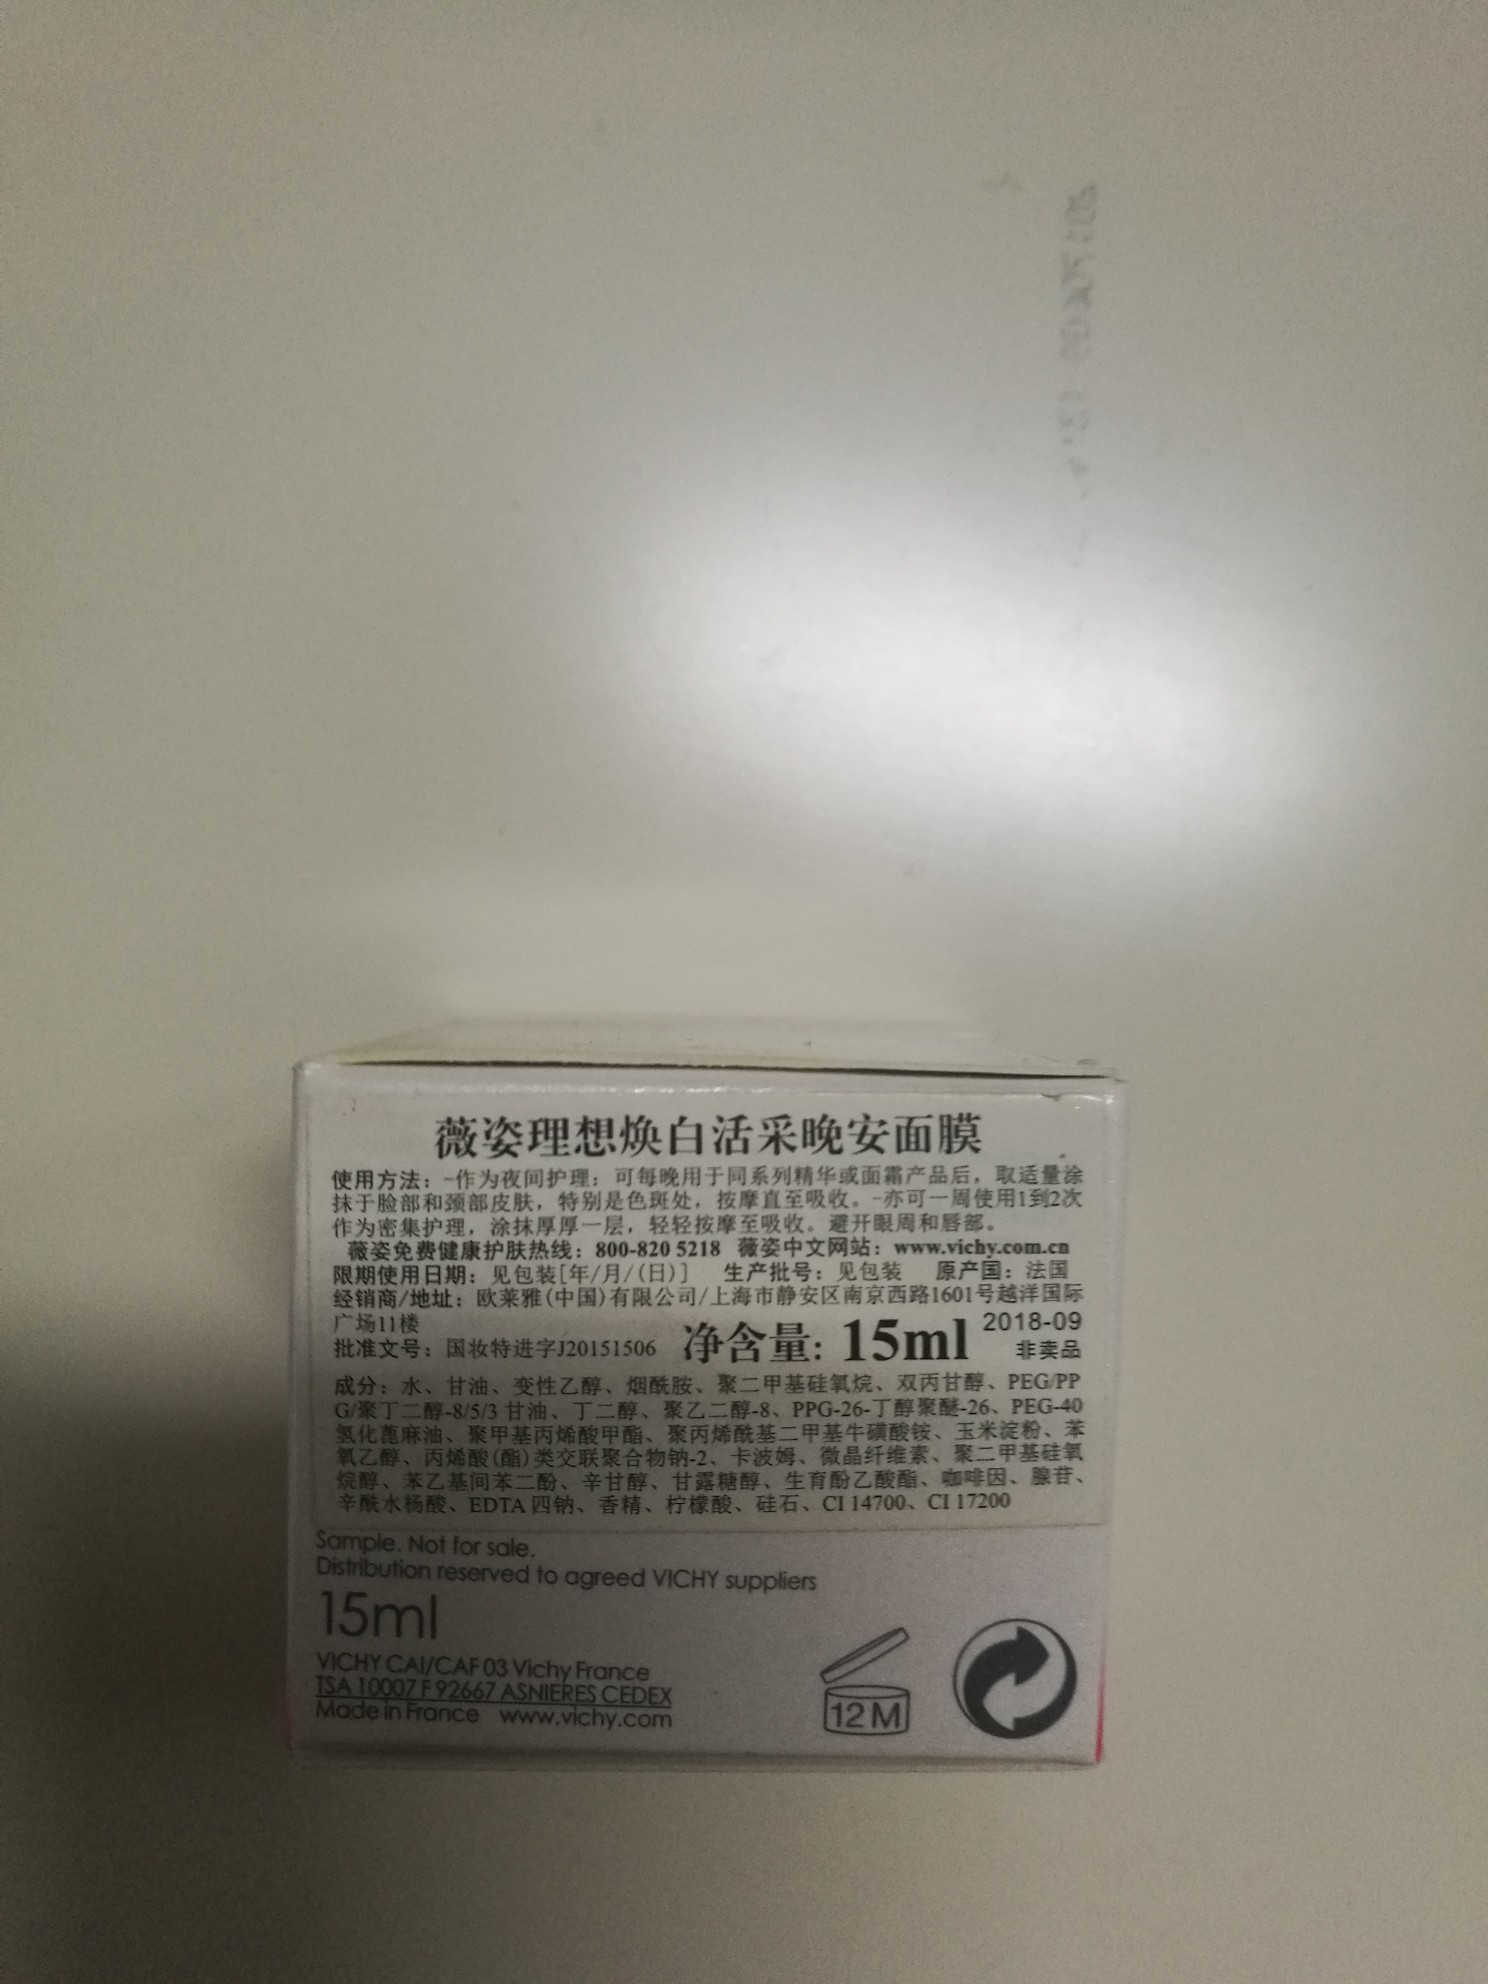 薇姿理想焕白活采晚安面膜
使用方法：-作为夜间护理：可每晚用于同系列精华或面霜产品后，取适量涂
抹于脸部和颈部皮肤，特别是色斑处，按摩直至吸收。-亦可一周使用1到2次
作为密集护理，涂抹厚厚一层，轻轻按摩至吸收。避开眼周和唇部。
薇姿免费健康护肤热线：800-820 5218 薇姿中文网站：www.vichy.com.cn
限期使用日期：见包装[年/月/(日)] 生产批号：见包装 原产国：法国
经销商/地址：欧莱雅(中国)有限公司/上海市静安区南京西路1601号越洋国际
广场11楼
批准文号：国妆特进字J20151506 净含量: 15ml 2018-09
非卖品
成分：水、甘油、变性乙醇、烟酰胺、聚二甲基硅氧烷、双丙甘醇、PEG/PP
G/聚丁二醇-8/5/3 甘油、丁二醇、聚乙二醇-8、PPG-26-丁醇聚醚-26、PEG-40
氢化蓖麻油、聚甲基丙烯酸甲酯、聚丙烯酰基二甲基牛磺酸铵、玉米淀粉、苯
氧乙醇、丙烯酸(酯)类交联聚合物钠-2、卡波姆、微晶纤维素、聚二甲基硅氧
烷醇、苯乙基间苯二酚、辛甘醇、甘露糖醇、生育酚乙酸酯、咖啡因、腺苷、
辛酰水杨酸、EDTA 四钠、香精、柠檬酸、硅石、CI 14700、CI 17200
Sample. Not for sale.
Distribution reserved to agreed VICHY suppliers
15ml
VICHY CAI/CAF 03 Vichy France
TSA 10007 F 92667 ASNIERES CEDEX
Made in France www.vichy.com
12 M